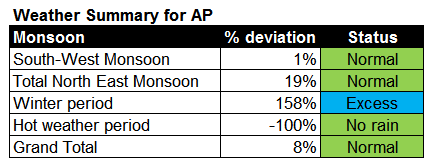 Weather Summary for AP
Monsoon % deviation Status
South-West Monsoon 1% Normal
Total North East Monsoon 19% Normal
Winter period 158% Excess
Hot weather period -100% No rain
Grand Total 8% Normal